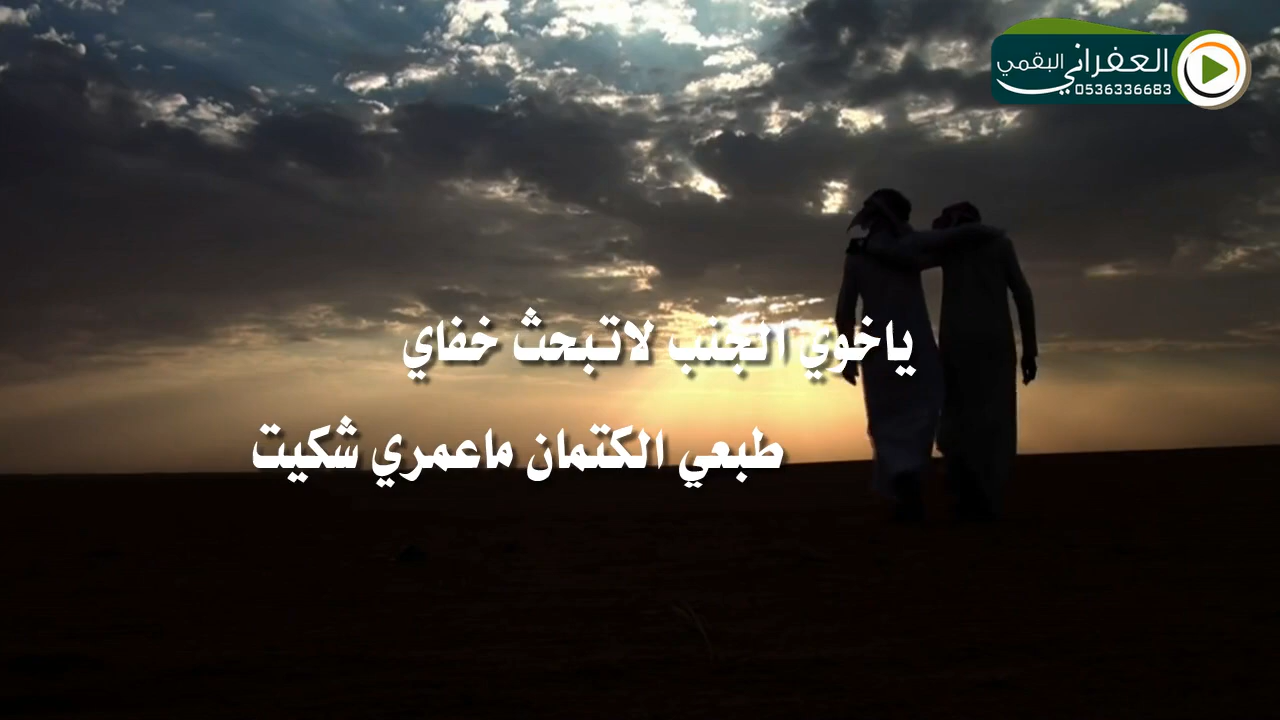 العفراني البقمي
0536336683
ياخوي الجنب لاتبحث خفاي
طبعي الكتمان ماعمري شكيت